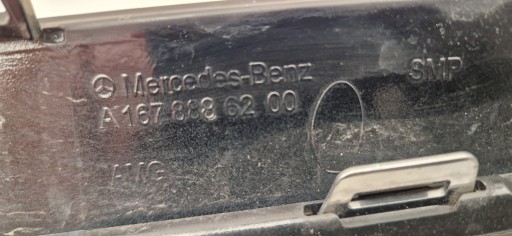 Mercedes-Benz
SMP
A 167 888 62 00
AMG